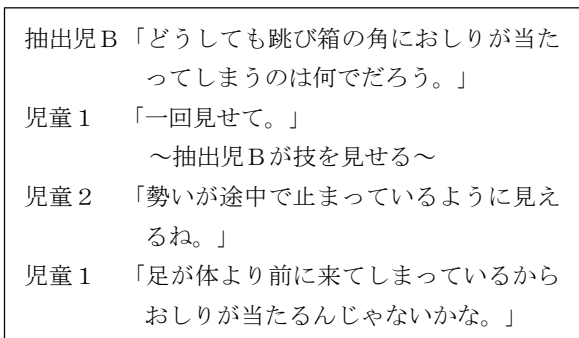 抽出児B「どうしても跳び箱の角におしりが当た
ってしまうのは何でだろう。」
児童1 「一回見せて。」
～抽出児Bが技を見せる～
児童2 「勢いが途中で止まっているように見え
るね。」
児童1 「足が体より前に来てしまっているから
おしりが当たるんじゃないかな。」